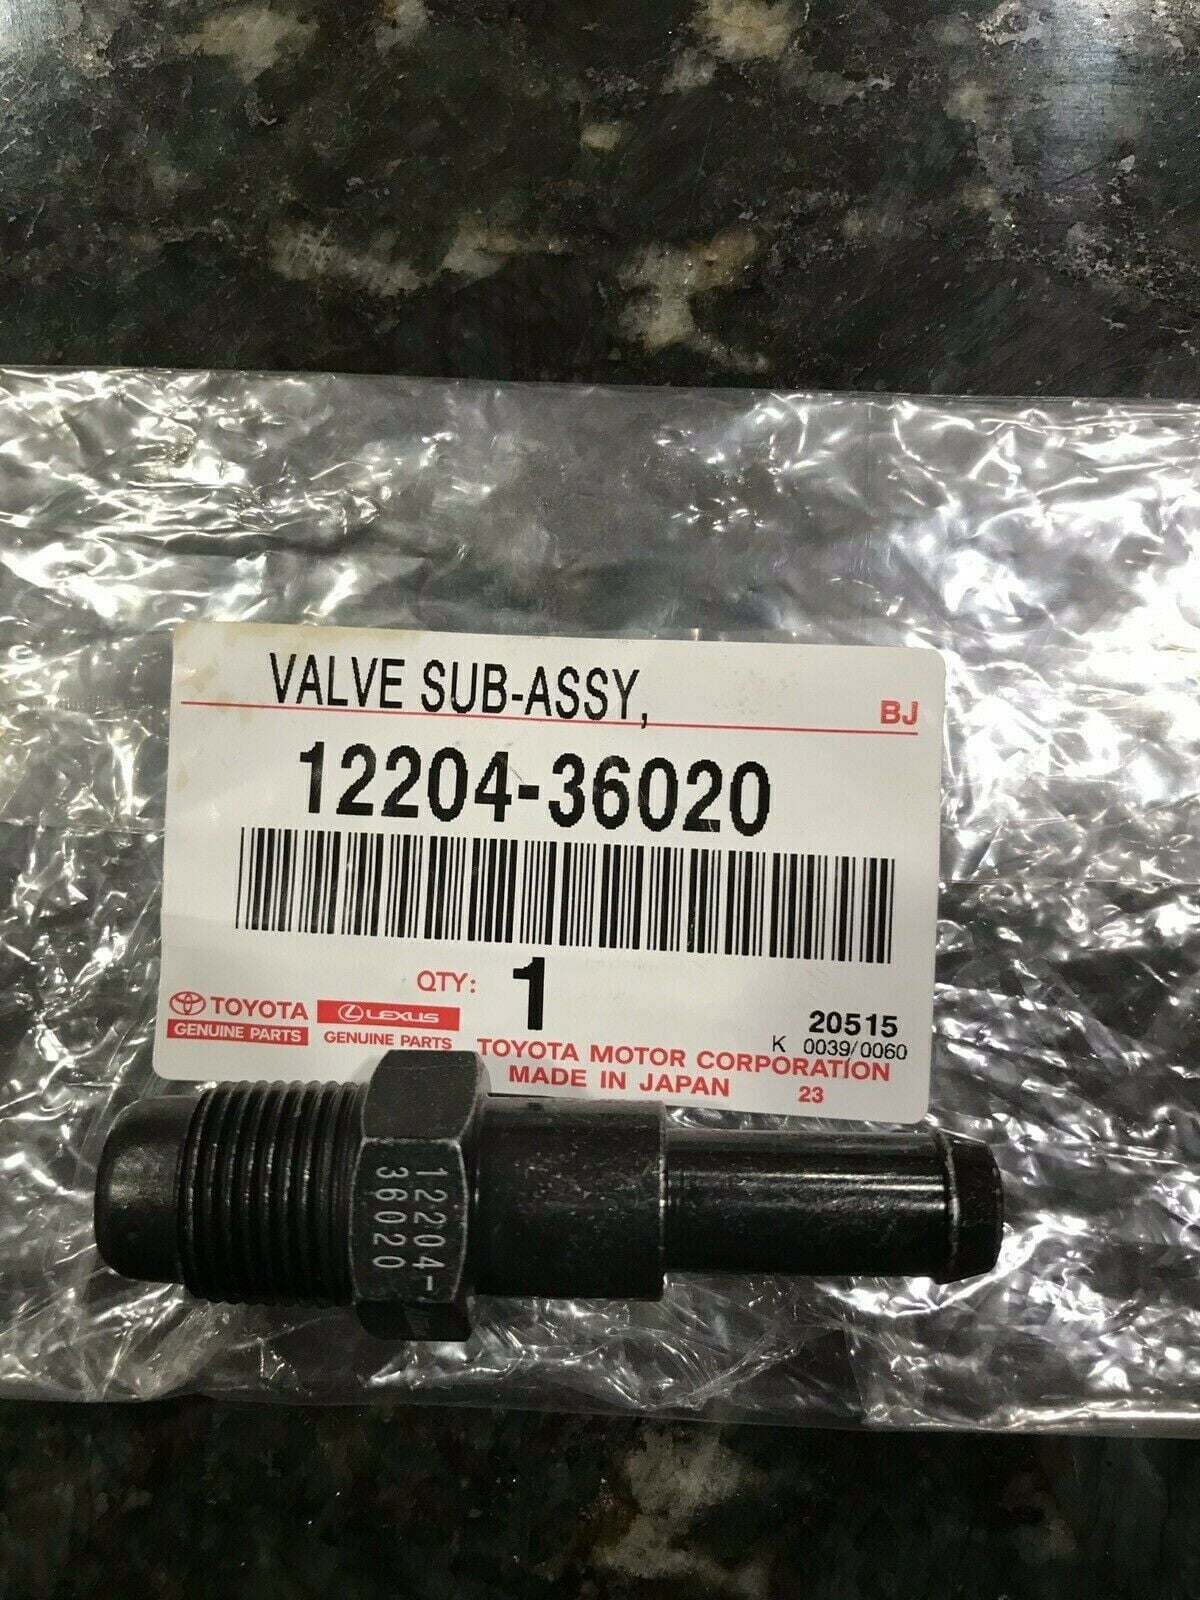 VALVE SUB-ASSY,
BJ
12204-36020
QTY: 1
TOYOTA
GENUINE PARTS
LEXUS
GENUINE PARTS
20515
K 0039/0060
TOYOTA MOTOR CORPORATION
MADE IN JAPAN 23
12204-
36020